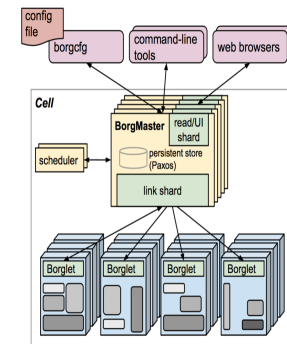 config
file
borgcfg
command-line
tools
web browsers
Cell
BorgMaster
read/UI
shard
persistent store
(Paxos)
scheduler
link shard
Borglet
Borglet
Borglet
Borglet